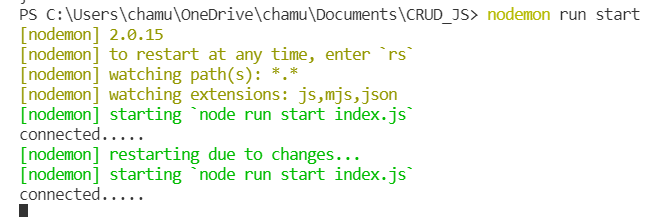 PS C:\Users\chamu\OneDrive\chamu\Documents\CRUD_JS> nodemon run start
[nodemon] 2.0.15
[nodemon] to restart at any time, enter `rs`
[nodemon] watching path(s): *.*
[nodemon] watching extensions: js,mjs,json
[nodemon] starting `node run start index.js`
connected.....
[nodemon] restarting due to changes...
[nodemon] starting `node run start index.js`
connected.....